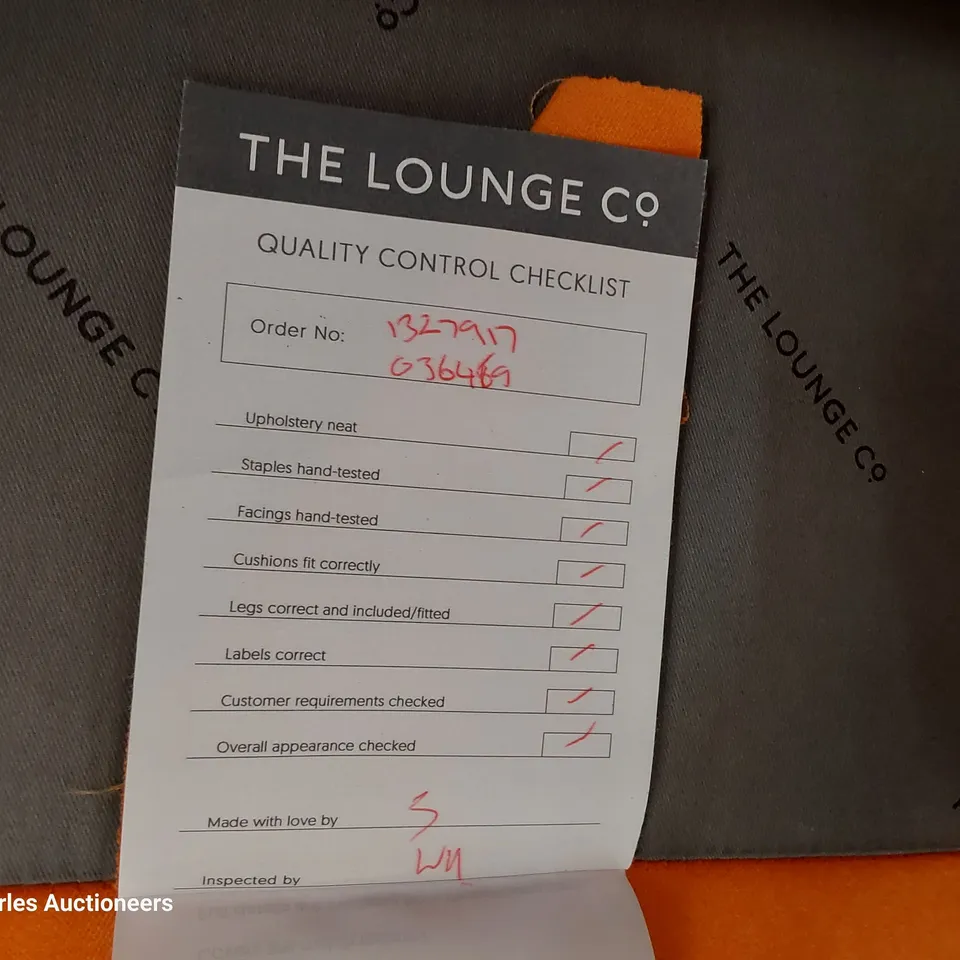 THE LOUNGE Co
QUALITY CONTROL CHECKLIST
Order No: 1327917
Upholstery neat
Staples hand-tested
Facings hand-tested
Cushions fit correctly
Legs correct and included/fitted
Labels correct
Customer requirements checked
Overall appearance checked
Made with love by S
Inspected by
LOUNGE C
THE LOUNGE Co
rles Auctioneers